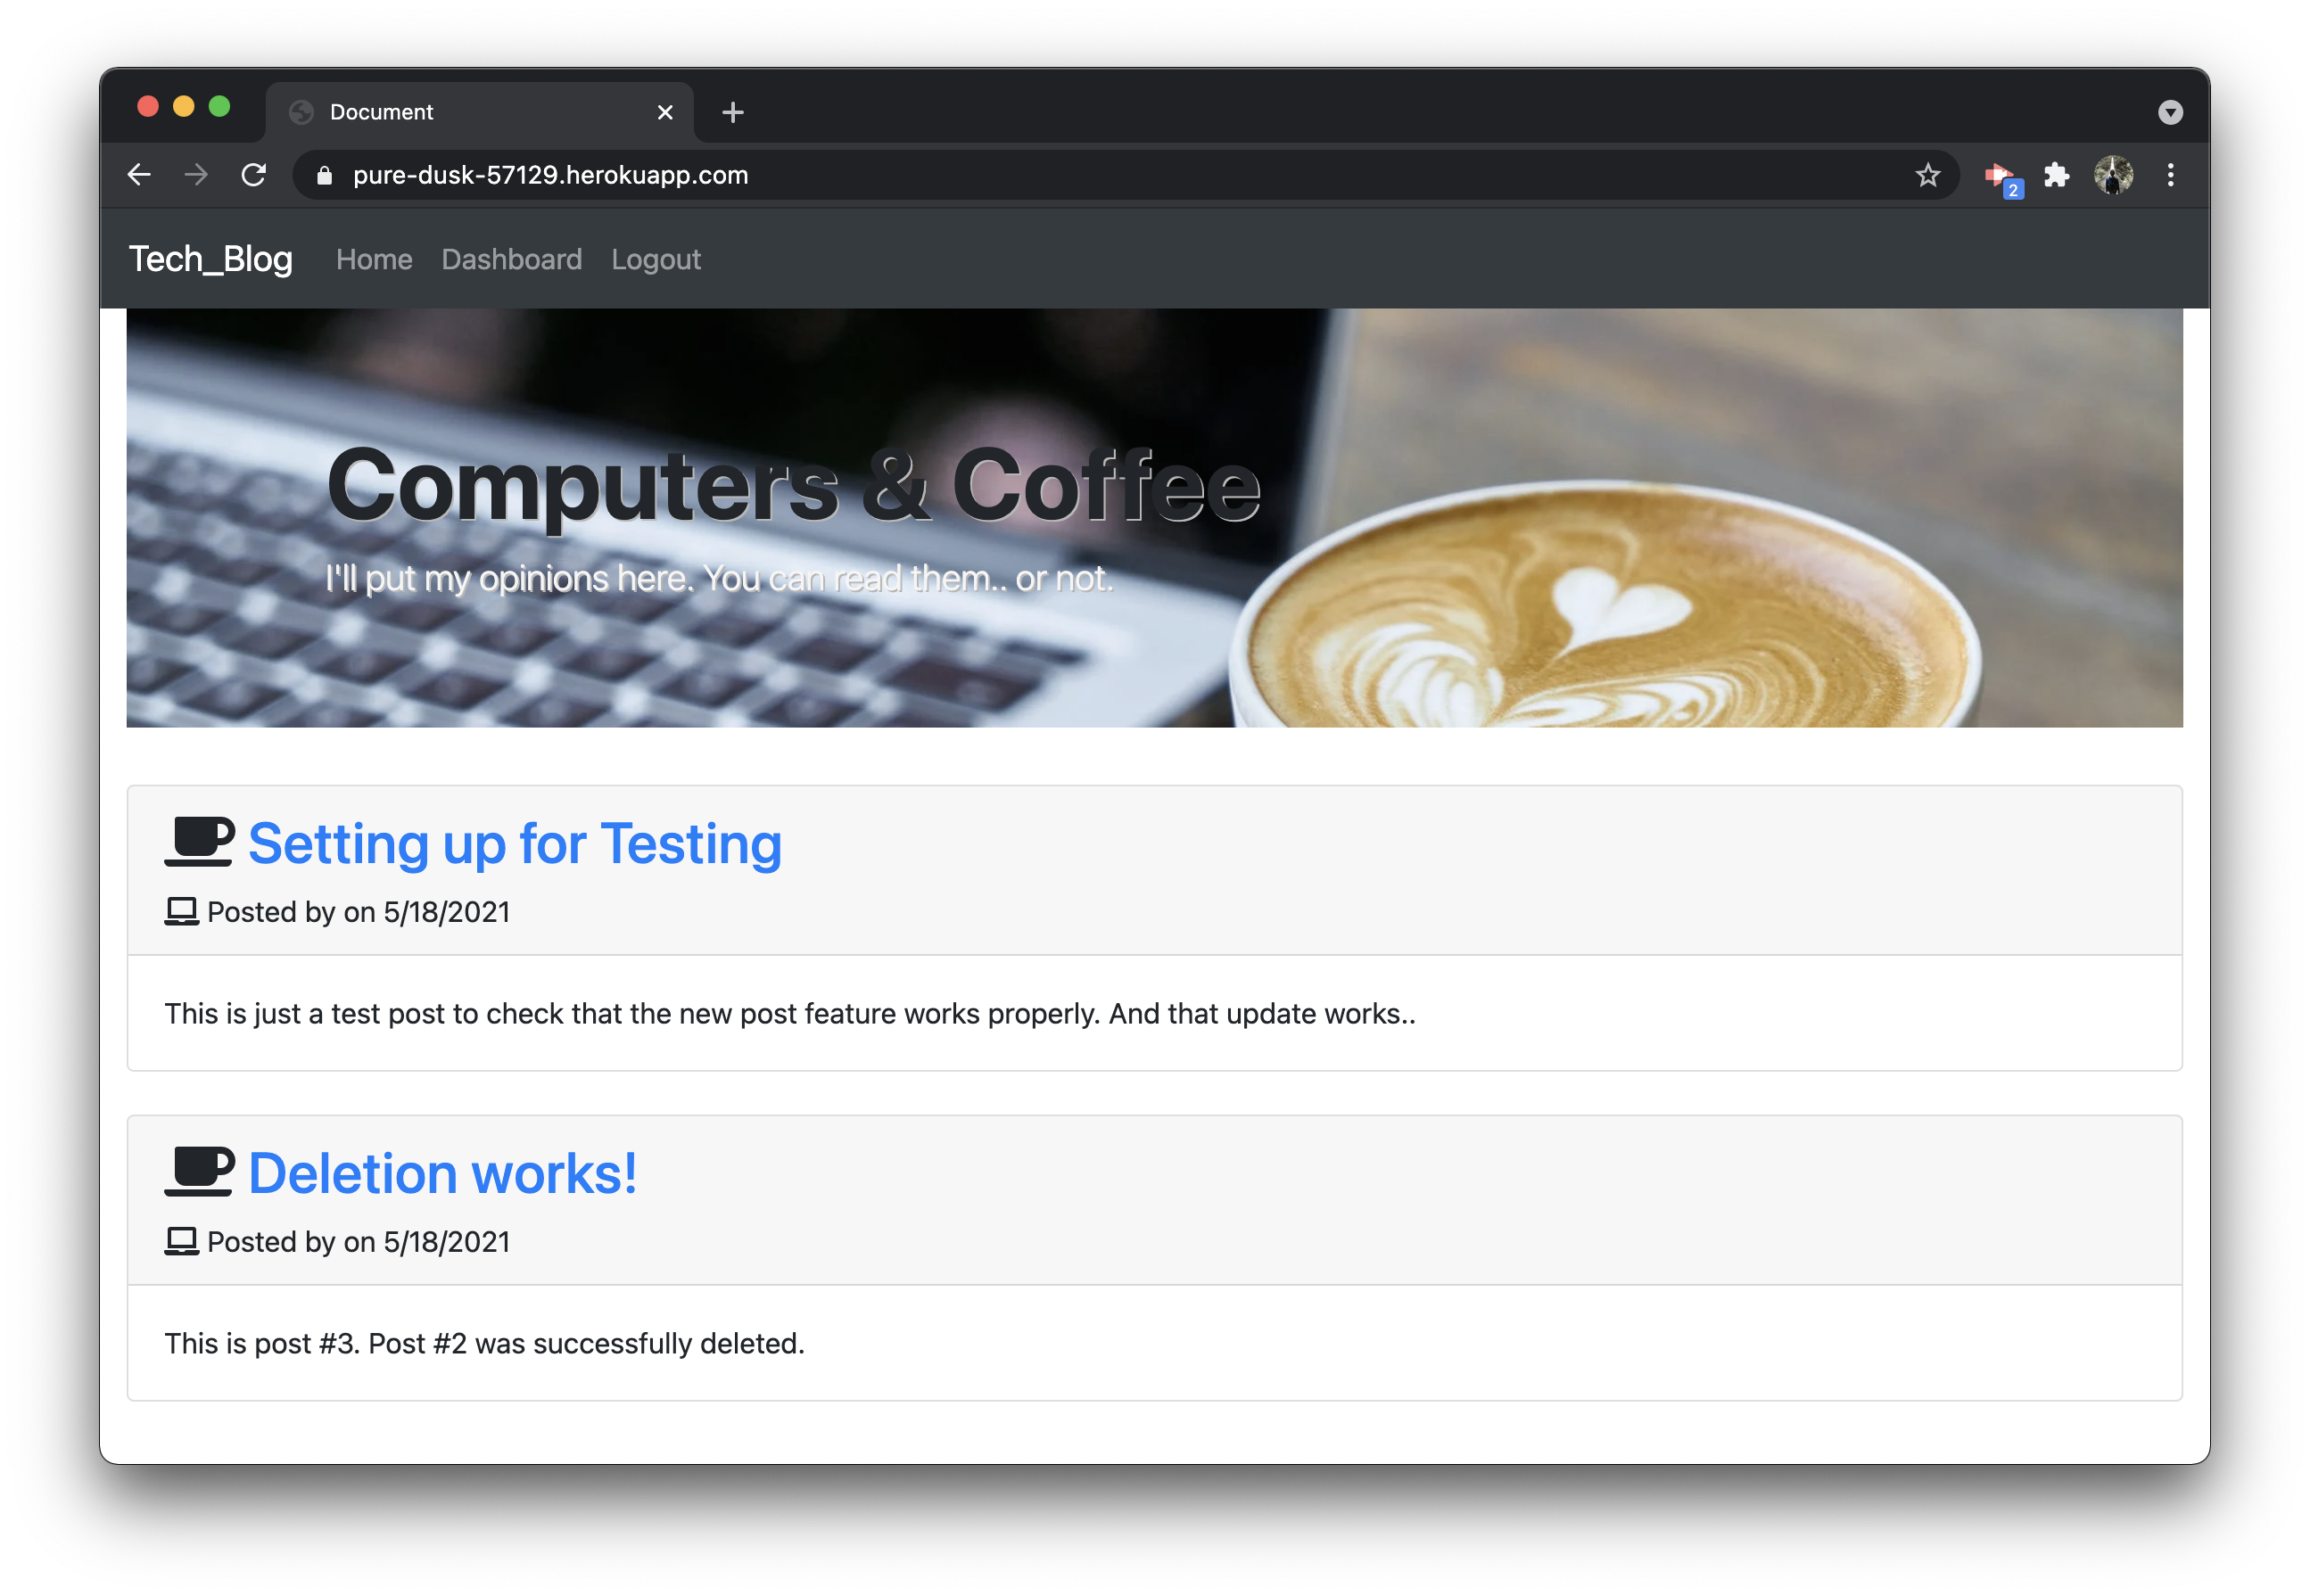 Document
pure-dusk-57129.herokuapp.com
2
Tech_Blog Home Dashboard Logout
Computers & Coffee
I'll put my opinions here. You can read them.. or not.
Setting up for Testing
Posted by on 5/18/2021
This is just a test post to check that the new post feature works properly. And that update works..
Deletion works!
Posted by on 5/18/2021
This is post #3. Post #2 was successfully deleted.